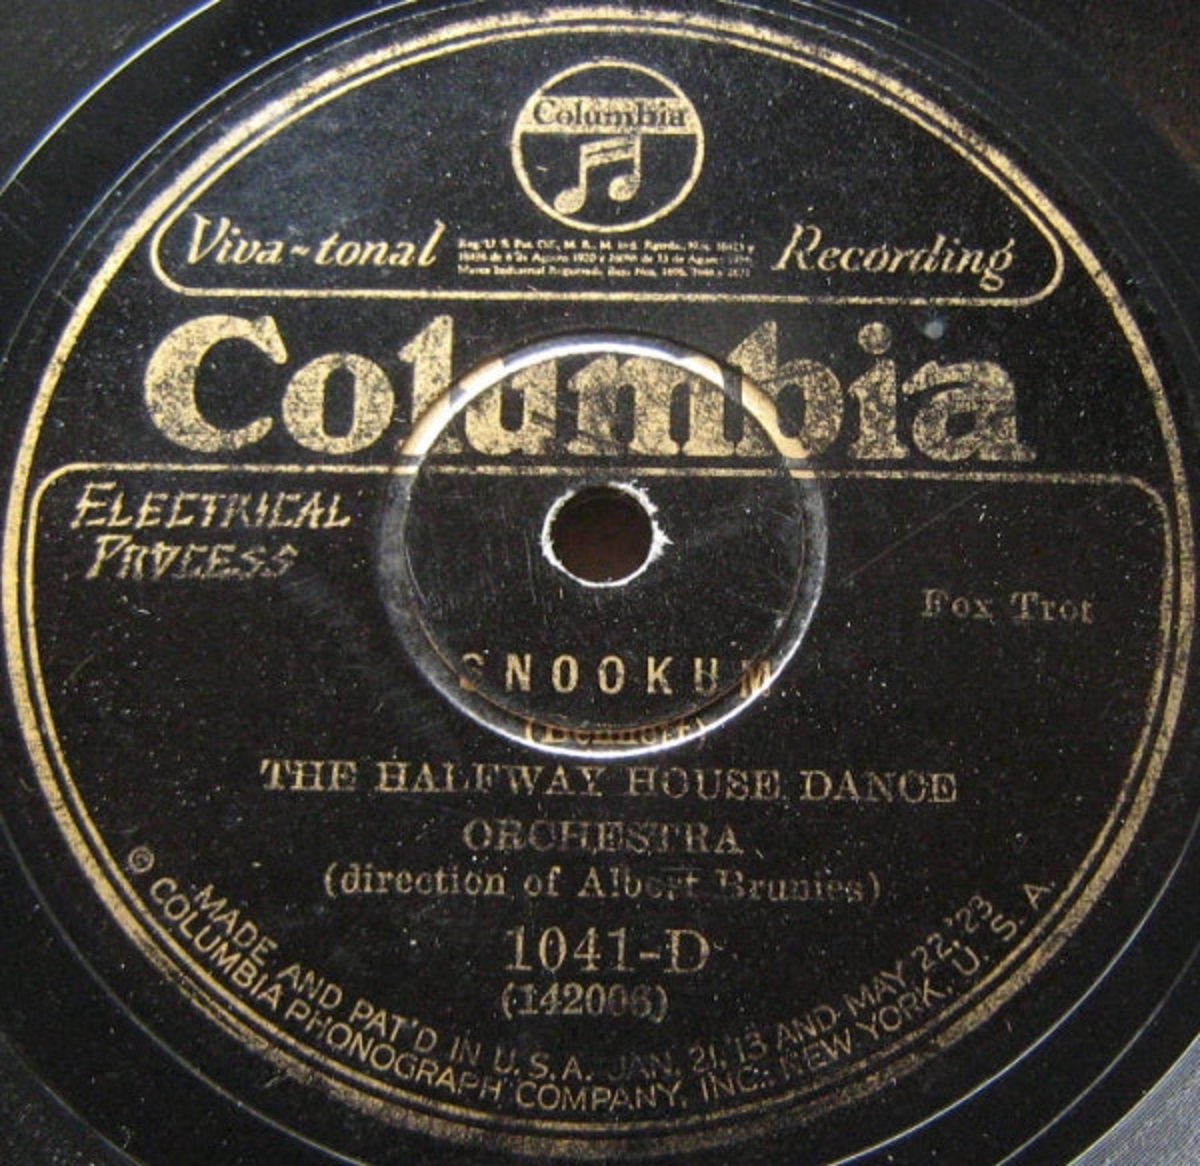 Columbia
Viva-tonal
Recording
Columbia
ELECTRICAL
PROCESS
Fox Trot
SNOOKUM
THE HALFWAY HOUSE DANCE
ORCHESTRA
(direction of Albert Brunies)
1041-D
(142006)
MADE AND PAT'D IN U.S.A. JAN. 21,'13 AND MAY 22,'23
© COLUMBIA PHONOGRAPH COMPANY, INC., NEW YORK, U.S.A.